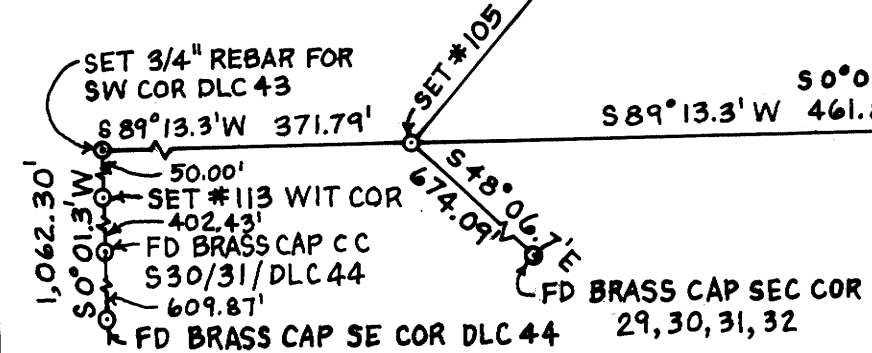 SET 3/4" REBAR FOR
SW COR DLC 43
SET #105
S 0°0
S 89° 13.3' W 371.79'
S 89° 13.3' W 461.
50.00'
SET #113 WIT COR
402.43'
FD BRASS CAP C C
S30/31/DLC 44
609.87'
FD BRASS CAP SE COR DLC 44
1,062.30'
S 0° 01.3' W
S 48° 06.7' E
674.09'
FD BRASS CAP SEC COR
29, 30, 31, 32